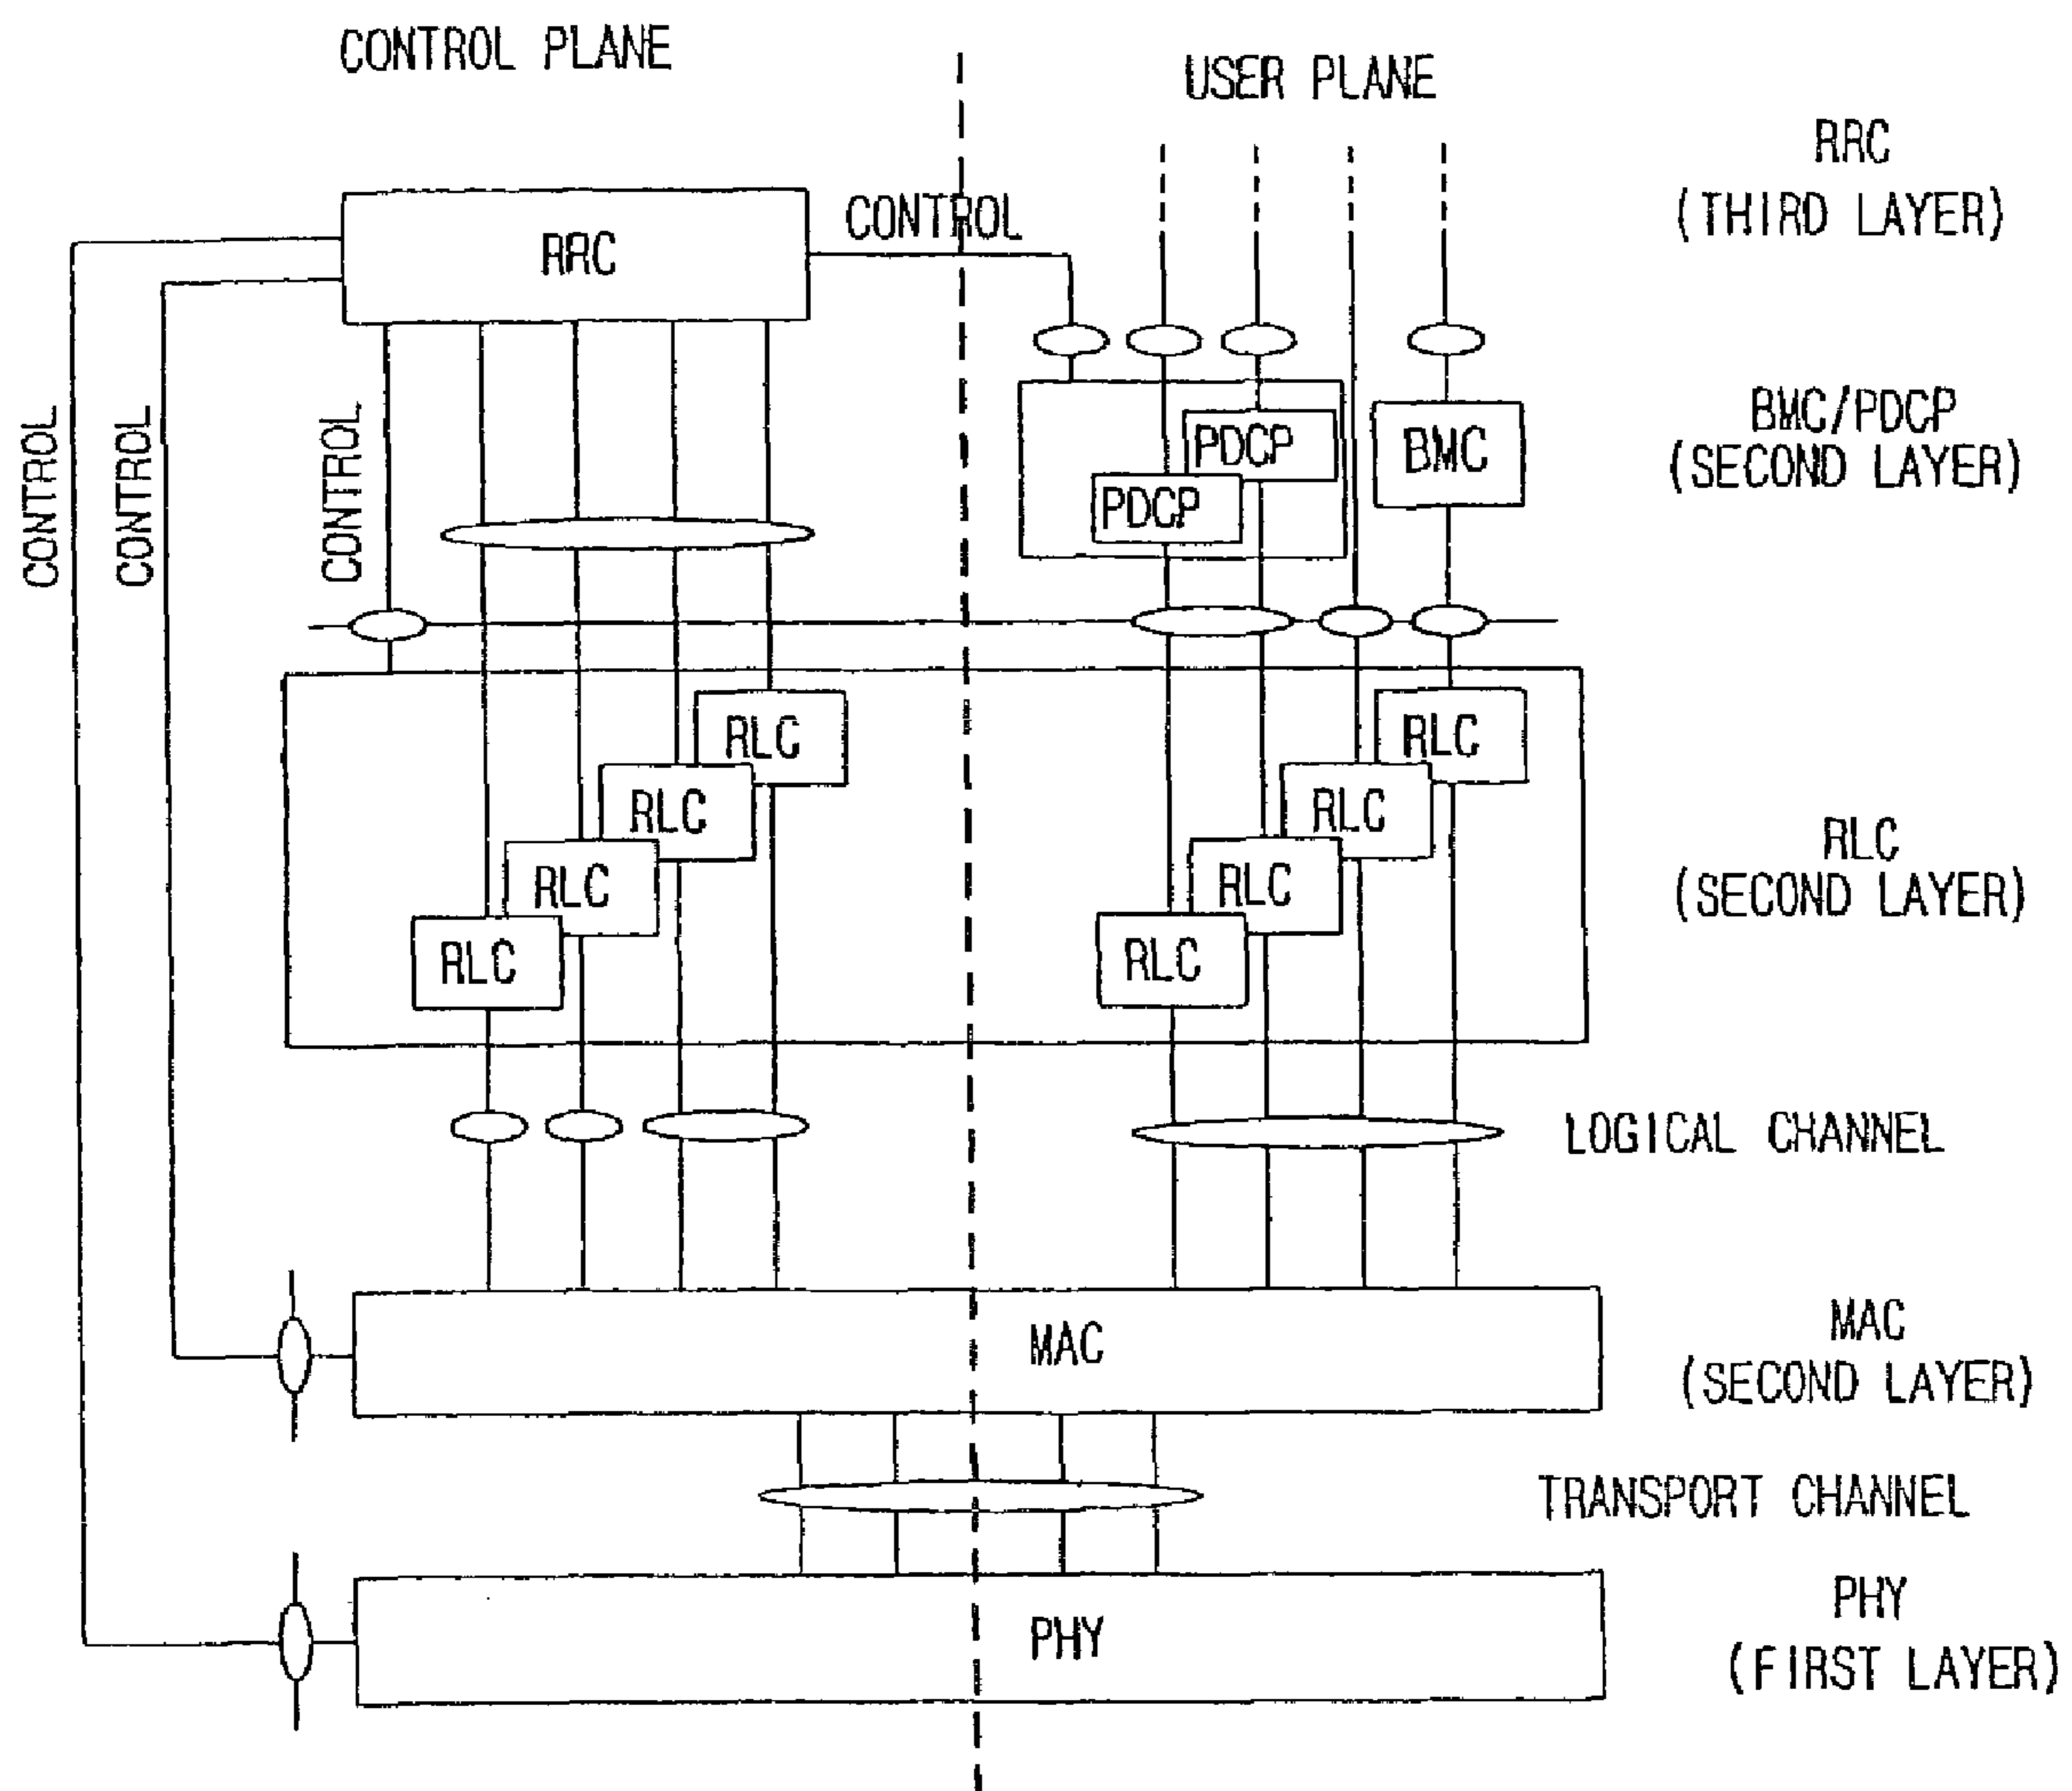 CONTROL PLANE
USER PLANE
RRC
(THIRD LAYER)
CONTROL
RRC
CONTROL
CONTROL
CONTROL
PDCP
PDCP
BMC
BMC/PDCP
(SECOND LAYER)
RLC
RLC
RLC
RLC
RLC
RLC
RLC
RLC
RLC
(SECOND LAYER)
LOGICAL CHANNEL
MAC
MAC
(SECOND LAYER)
TRANSPORT CHANNEL
PHY
PHY
(FIRST LAYER)